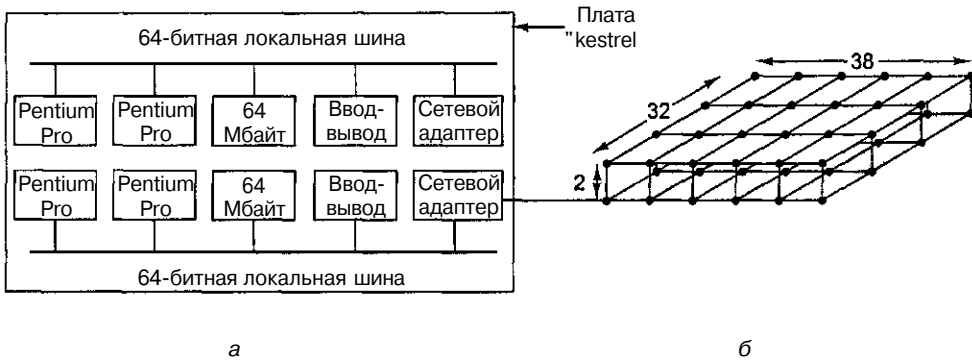 Плата
"kestrel
64-битная локальная шина
Pentium
Pro
Pentium
Pro
64
Мбайт
Ввод-
вывод
Сетевой
адаптер
Pentium
Pro
Pentium
Pro
64
Мбайт
Ввод-
вывод
Сетевой
адаптер
64-битная локальная шина
38
32
2
а
б